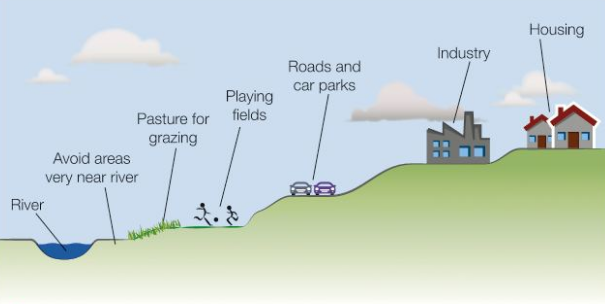 River
Avoid areas
very near river
Pasture for
grazing
Playing
fields
Roads and
car parks
Industry
Housing